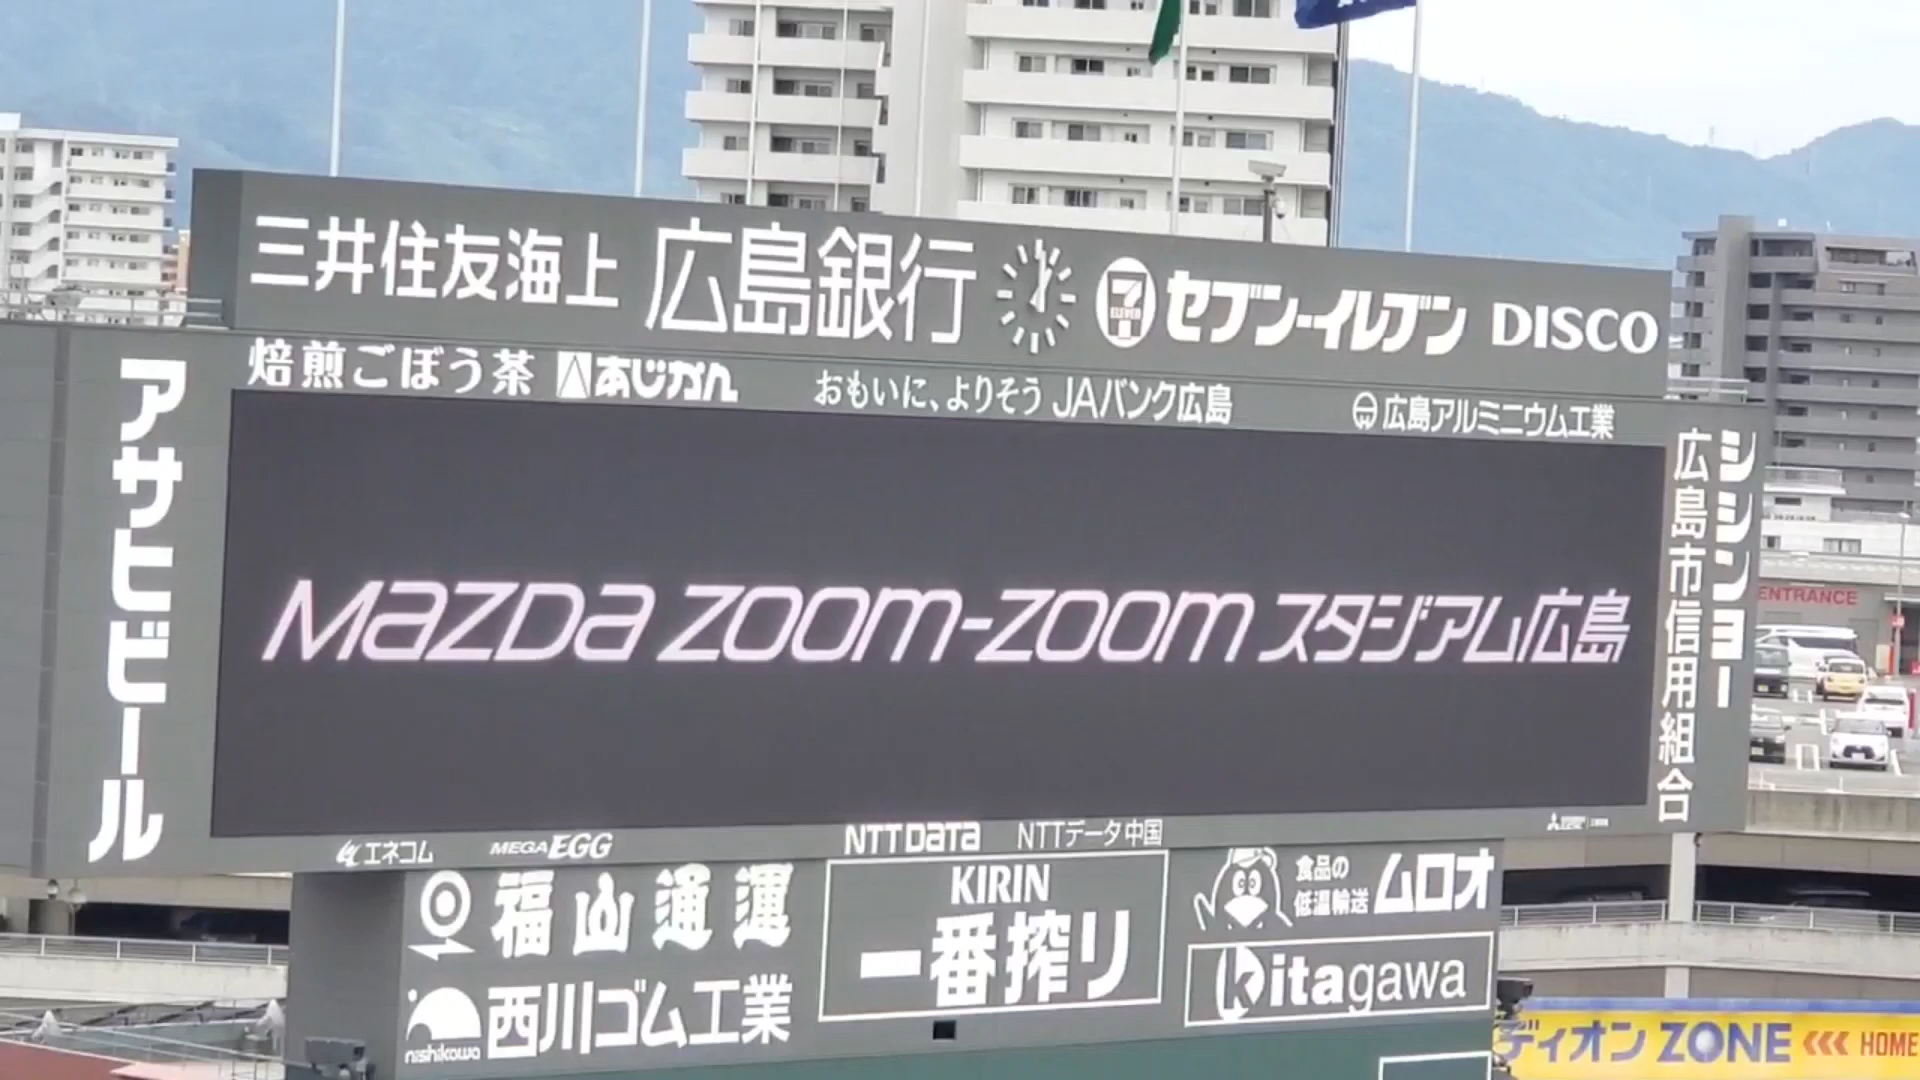 三井住友海上 広島銀行 7 ELEVEN セブン-イレブン DISCO
焙煎ごぼう茶 あじかん おもいに、よりそう JAバンク広島 広島アルミニウム工業
アサヒビール
MAZDA ZOOM-ZOOM スタジアム広島
シシンヨー
広島市信用組合
ENTRANCE
エネコム MEGA EGG NTT DATA NTTデータ中国
福山通運
KIRIN
一番搾り
食品の
低温輸送 ムロオ
nishikawa 西川ゴム工業
kitagawa
ディオン ZONE <<< HOME